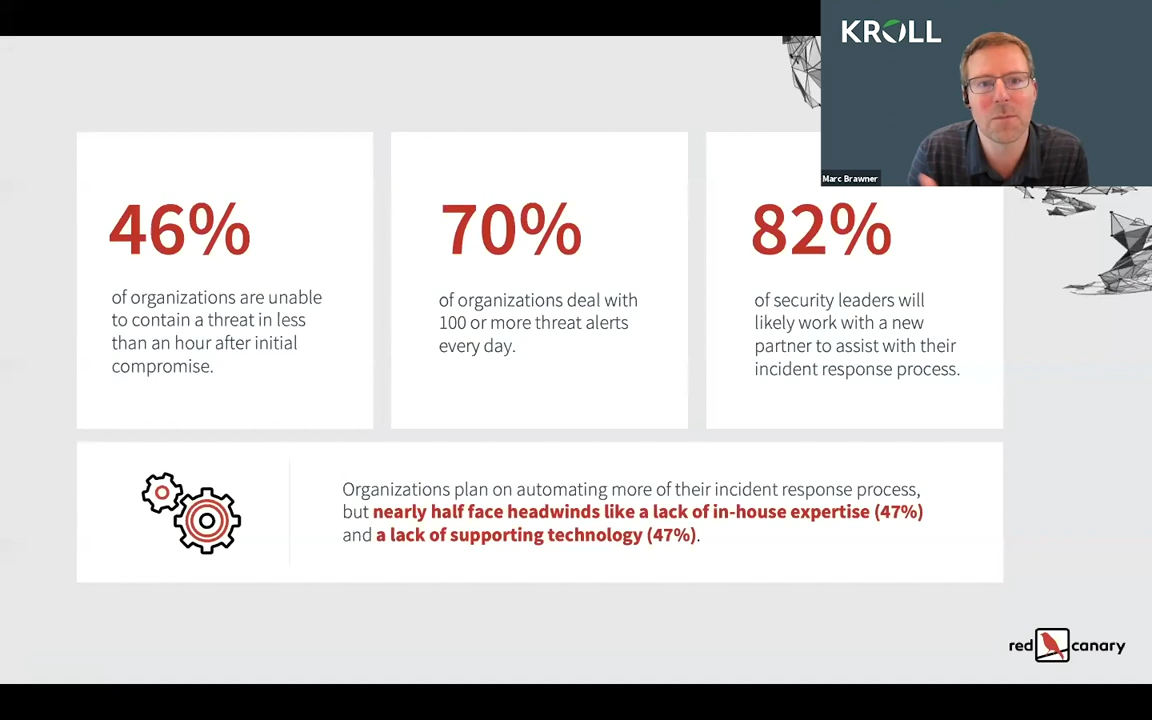 KROLL
Marc Brawner
46%
of organizations are unable
to contain a threat in less
than an hour after initial
compromise.
70%
of organizations deal with
100 or more threat alerts
every day.
82%
of security leaders will
likely work with a new
partner to assist with their
incident response process.
Organizations plan on automating more of their incident response process,
but nearly half face headwinds like a lack of in-house expertise (47%)
and a lack of supporting technology (47%).
red canary